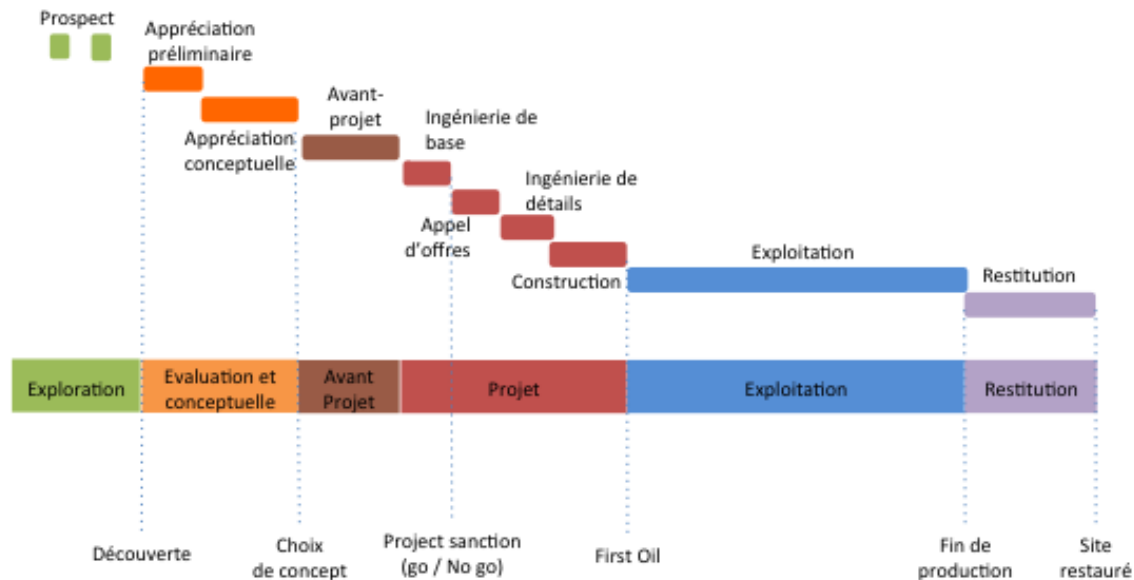 Prospect
Appréciation
préliminaire
Appréciation
conceptuelle
Avant-
projet
Ingénierie de
base
Appel
d'offres
Ingénierie de
détails
Construction
Exploitation
Restitution
Exploration
Evaluation et
conceptuelle
Avant
Projet
Projet
Exploitation
Restitution
Découverte
Choix
de concept
Project sanction
(go / No go)
First Oil
Fin de
production
Site
restauré